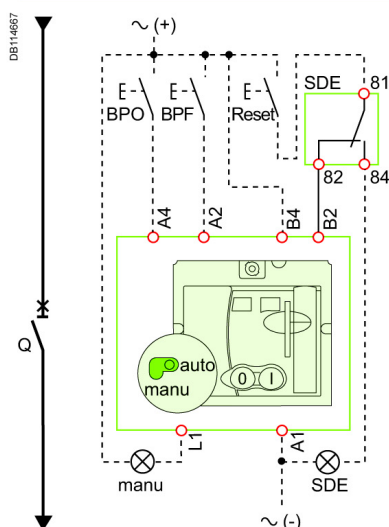 DB114667
∼ (+)
BPO
BPF
Reset
SDE
81
82
84
A4
A2
B4
B2
Q
auto
manu
0
I
L1
A1
manu
SDE
∼ (-)